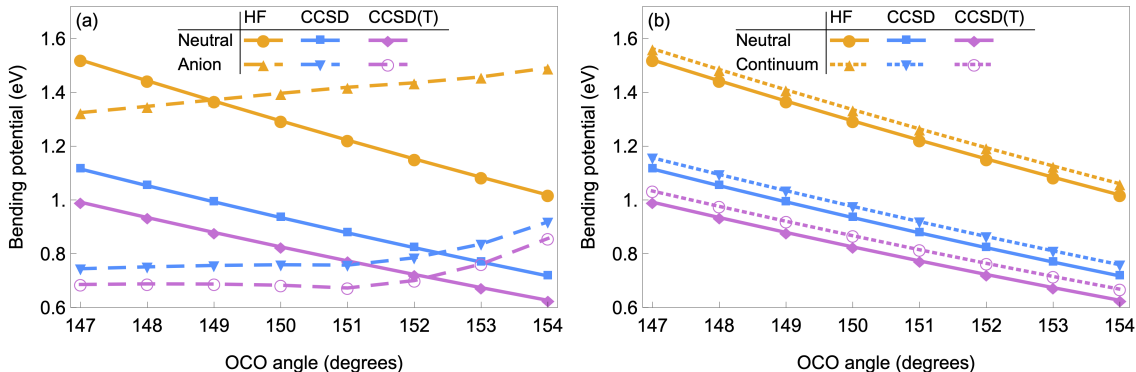 (a)
HF CCSD CCSD(T)
Neutral
Anion
Bending potential (eV)
1.6
1.4
1.2
1
0.8
0.6
147 148 149 150 151 152 153 154
OCO angle (degrees)
(b)
HF CCSD CCSD(T)
Neutral
Continuum
Bending potential (eV)
1.6
1.4
1.2
1
0.8
0.6
147 148 149 150 151 152 153 154
OCO angle (degrees)